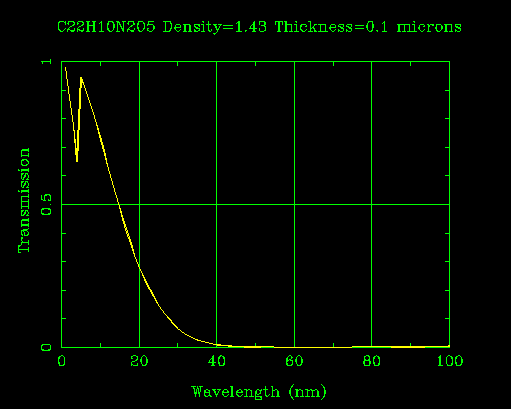 C22H10N2O5 Density=1.43 Thickness=0.1 microns
1
0.5
0
Transmission
0 20 40 60 80 100
Wavelength (nm)